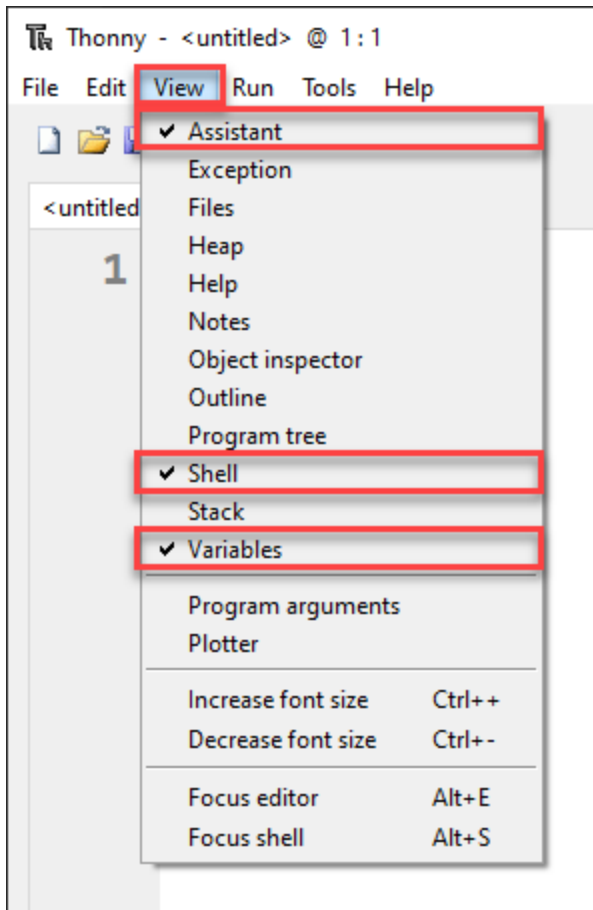 Thonny - <untitled> @ 1:1
File Edit View Run Tools Help
<untitled
1
✓ Assistant
Exception
Files
Heap
Help
Notes
Object inspector
Outline
Program tree
✓ Shell
Stack
✓ Variables
Program arguments
Plotter
Increase font size Ctrl++
Decrease font size Ctrl+-
Focus editor Alt+E
Focus shell Alt+S